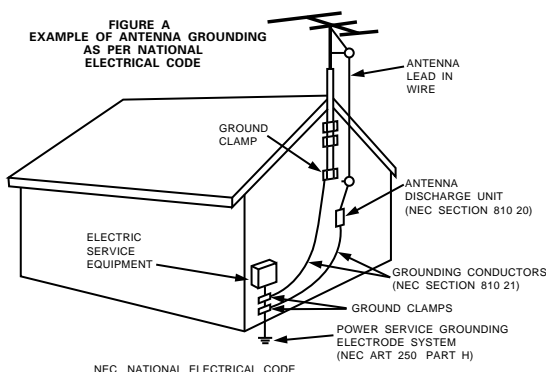 FIGURE A
EXAMPLE OF ANTENNA GROUNDING
AS PER NATIONAL
ELECTRICAL CODE
ANTENNA
LEAD IN
WIRE
GROUND
CLAMP
ANTENNA
DISCHARGE UNIT
(NEC SECTION 810 20)
ELECTRIC
SERVICE
EQUIPMENT
GROUNDING CONDUCTORS
(NEC SECTION 810 21)
GROUND CLAMPS
POWER SERVICE GROUNDING
ELECTRODE SYSTEM
(NEC ART 250 PART H)
NEC NATIONAL ELECTRICAL CODE